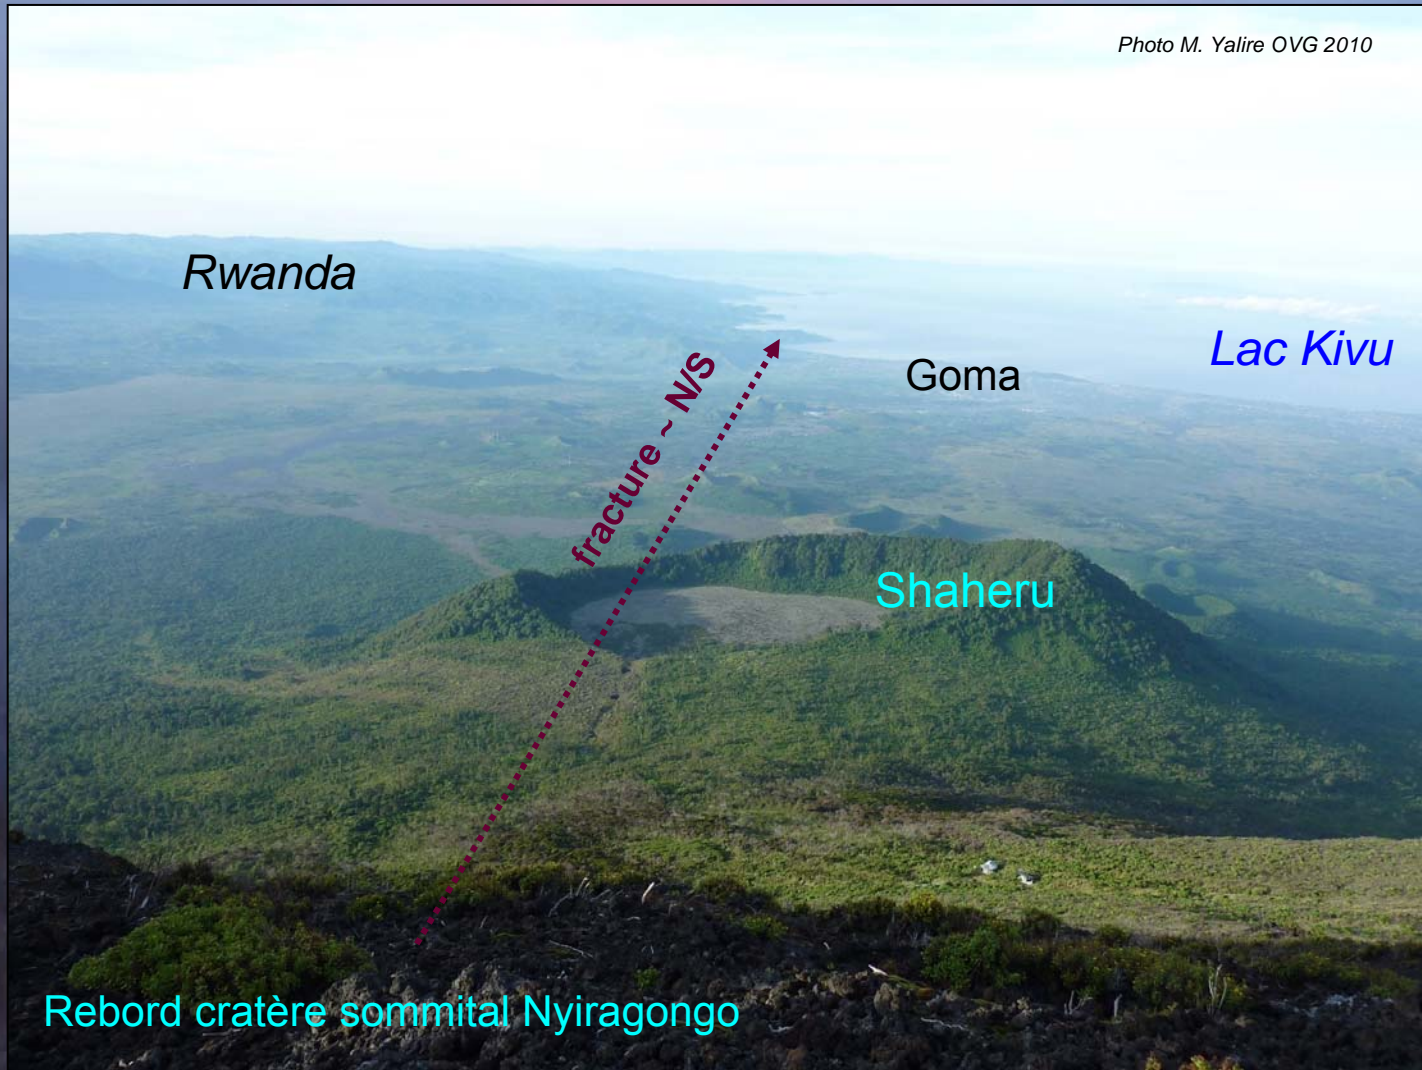 Photo M. Yalire OVG 2010
Rwanda
Lac Kivu
Goma
fracture ~ N/S
Shaheru
Rebord cratère sommital Nyiragongo